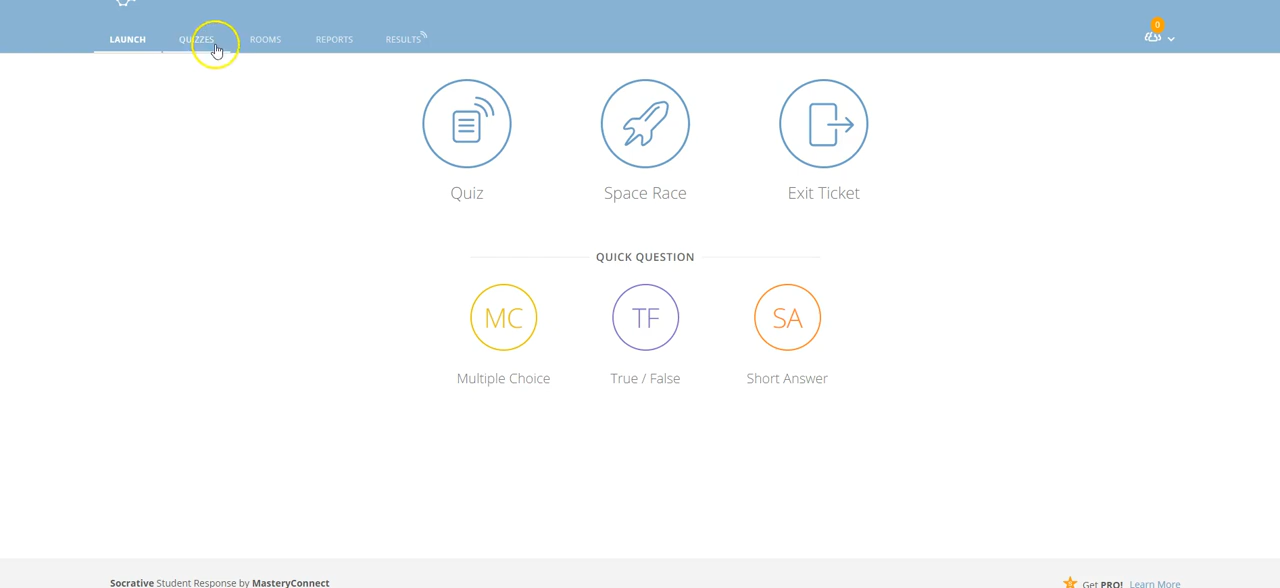 0
LAUNCH QUIZZES ROOMS REPORTS RESULTS
Quiz Space Race Exit Ticket
QUICK QUESTION
MC TF SA
Multiple Choice True / False Short Answer
Socrative Student Response by MasteryConnect Get PRO! Learn More